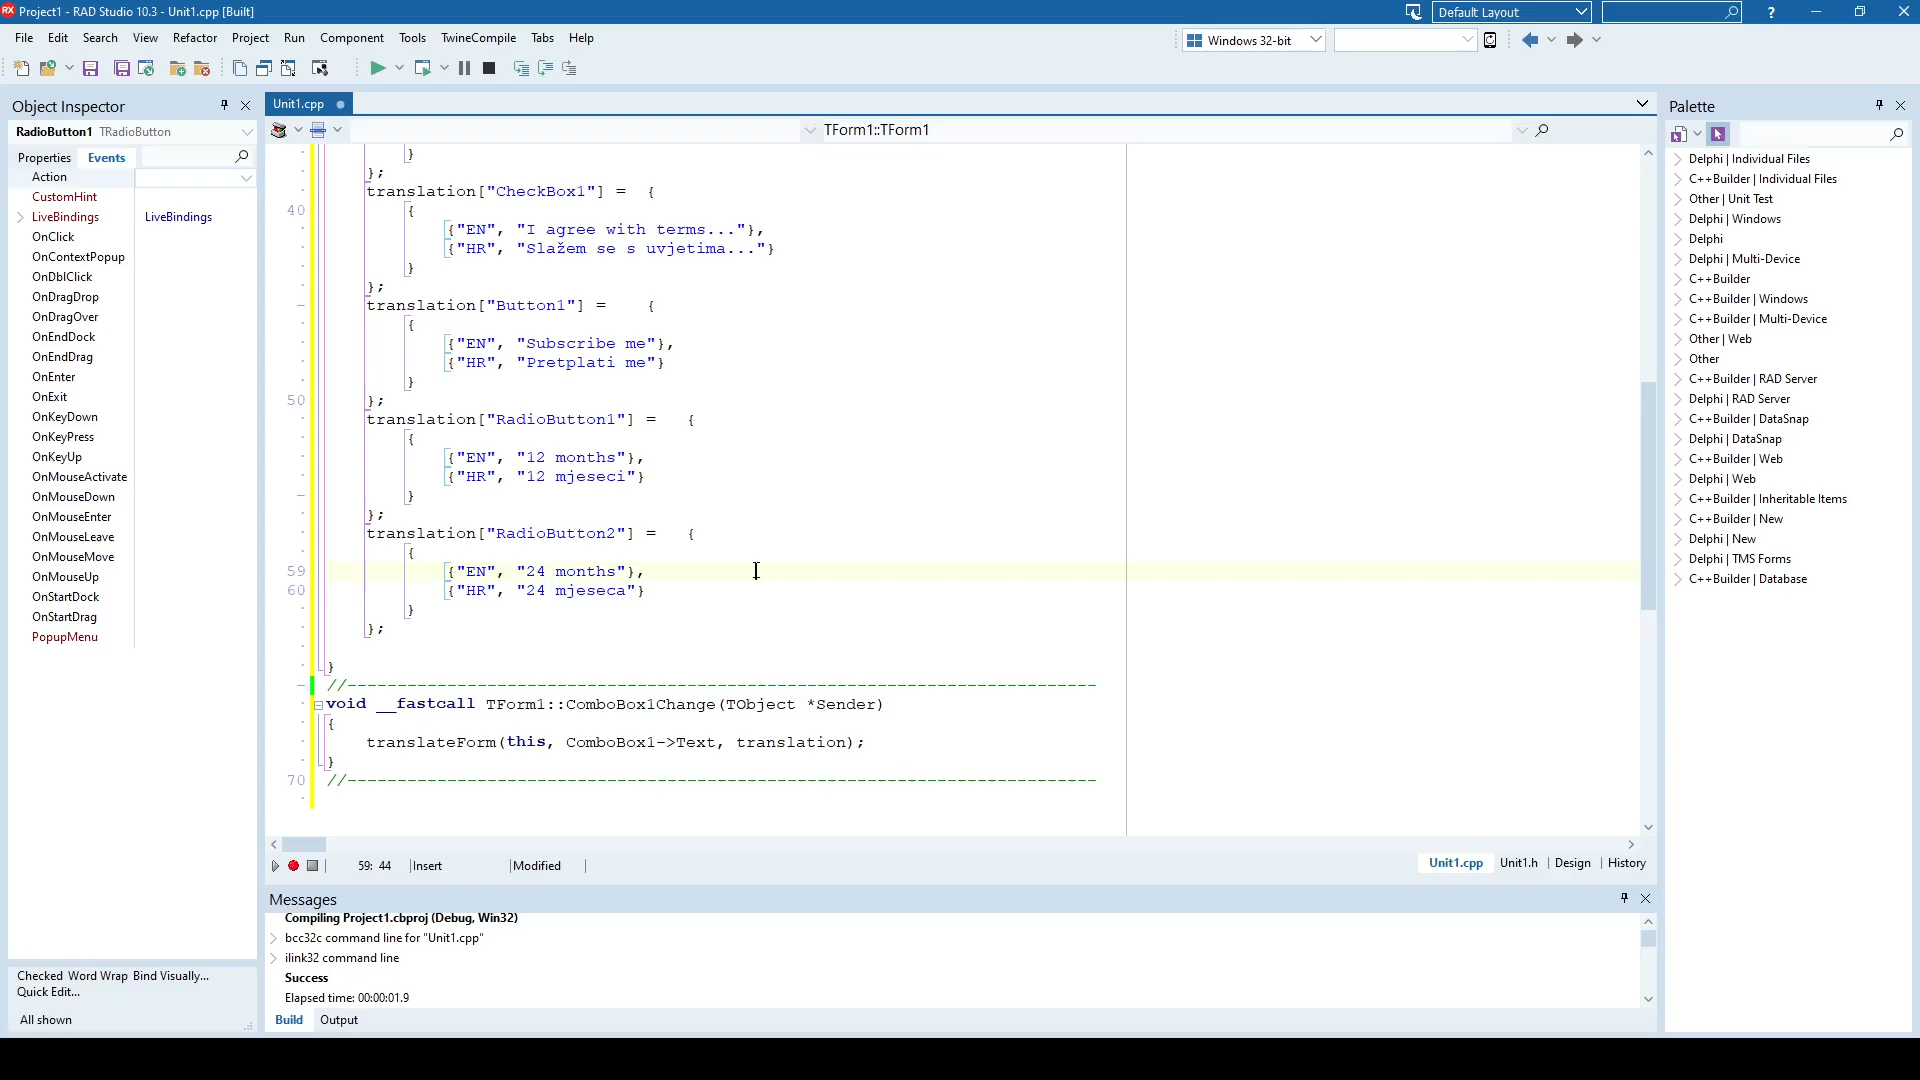 Project1 - RAD Studio 10.3 - Unit1.cpp [Built]
Default Layout
?
File Edit Search View Refactor Project Run Component Tools TwineCompile Tabs Help
Windows 32-bit
Object Inspector
RadioButton1 TRadioButton
Properties Events
Action
CustomHint
LiveBindings LiveBindings
OnClick
OnContextPopup
OnDblClick
OnDragDrop
OnDragOver
OnEndDock
OnEndDrag
OnEnter
OnExit
OnKeyDown
OnKeyPress
OnKeyUp
OnMouseActivate
OnMouseDown
OnMouseEnter
OnMouseLeave
OnMouseMove
OnMouseUp
OnStartDock
OnStartDrag
PopupMenu
Checked Word Wrap Bind Visually...
Quick Edit...
All shown
Unit1.cpp
TForm1::TForm1
}
};
translation["CheckBox1"] = {
40 {
{"EN", "I agree with terms..."},
{"HR", "Slažem se s uvjetima..."}
}
};
translation["Button1"] = {
{
{"EN", "Subscribe me"},
{"HR", "Pretplati me"}
}
50 };
translation["RadioButton1"] = {
{
{"EN", "12 months"},
{"HR", "12 mjeseci"}
}
};
translation["RadioButton2"] = {
{
59 {"EN", "24 months"},
60 {"HR", "24 mjeseca"}
}
};
}
//---------------------------------------------------------------------------
void __fastcall TForm1::ComboBox1Change(TObject *Sender)
{
translateForm(this, ComboBox1->Text, translation);
}
70 //---------------------------------------------------------------------------
59: 44 Insert Modified
Unit1.cpp Unit1.h Design History
Messages
Compiling Project1.cbproj (Debug, Win32)
bcc32c command line for "Unit1.cpp"
ilink32 command line
Success
Elapsed time: 00:00:01.9
Build Output
Palette
Delphi | Individual Files
C++Builder | Individual Files
Other | Unit Test
Delphi | Windows
Delphi
Delphi | Multi-Device
C++Builder
C++Builder | Windows
C++Builder | Multi-Device
Other | Web
Other
C++Builder | RAD Server
Delphi | RAD Server
C++Builder | DataSnap
Delphi | DataSnap
C++Builder | Web
Delphi | Web
C++Builder | Inheritable Items
C++Builder | New
Delphi | New
Delphi | TMS Forms
C++Builder | Database